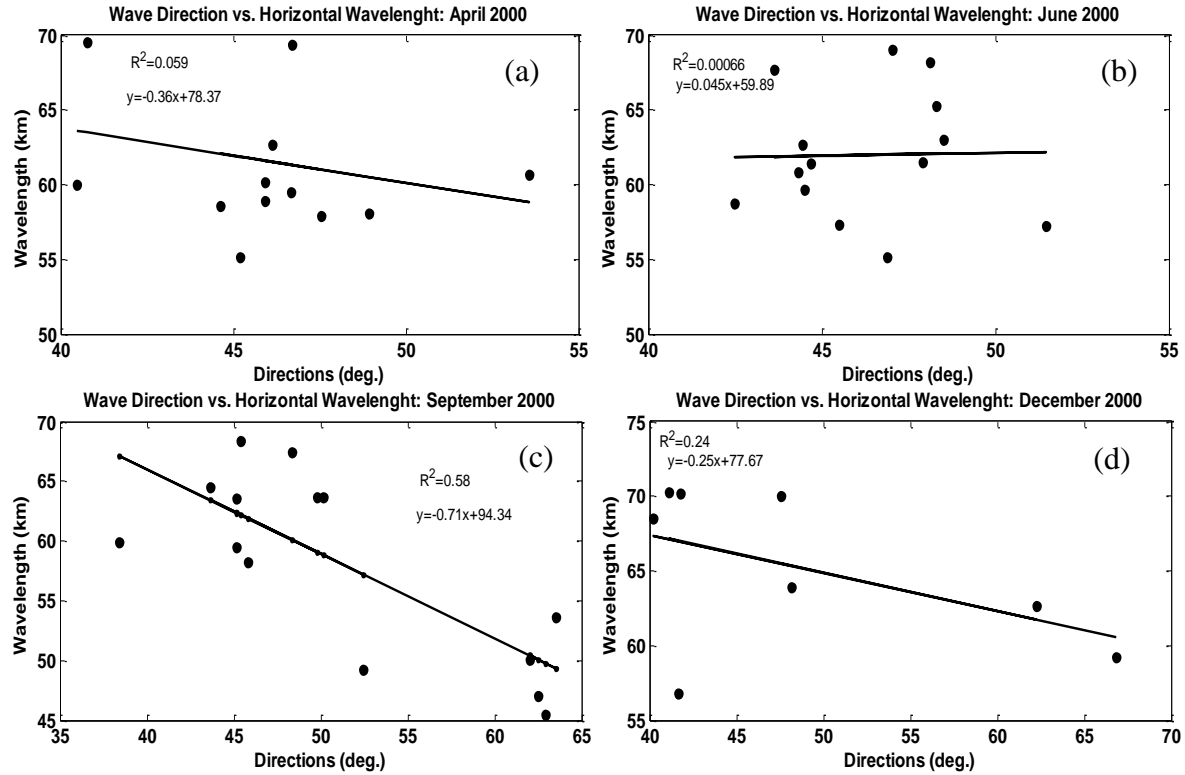 Wave Direction vs. Horizontal Wavelenght: April 2000
70
R²=0.059
(a)
y=-0.36x+78.37
65
60
55
50
Wavelength (km)
40
45
50
55
Directions (deg.)
Wave Direction vs. Horizontal Wavelenght: June 2000
70
R²=0.00066
(b)
y=0.045x+59.89
65
60
55
50
Wavelength (km)
40
45
50
55
Directions (deg.)
Wave Direction vs. Horizontal Wavelenght: September 2000
70
(c)
R²=0.58
65
y=-0.71x+94.34
60
55
50
45
Wavelength (km)
35
40
45
50
55
60
65
Directions (deg.)
Wave Direction vs. Horizontal Wavelenght: December 2000
75
R²=0.24
(d)
y=-0.25x+77.67
70
65
60
55
Wavelength (km)
40
45
50
55
60
65
70
Directions (deg.)